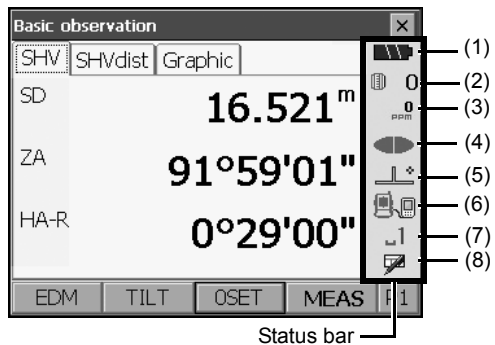 Basic observation ×
SHV SHVdist Graphic
SD 16.521 m
ZA 91°59'01"
HA-R 0°29'00"
0
0
PPM
1
EDM TILT 0SET MEAS P1
(1)
(2)
(3)
(4)
(5)
(6)
(7)
(8)
Status bar